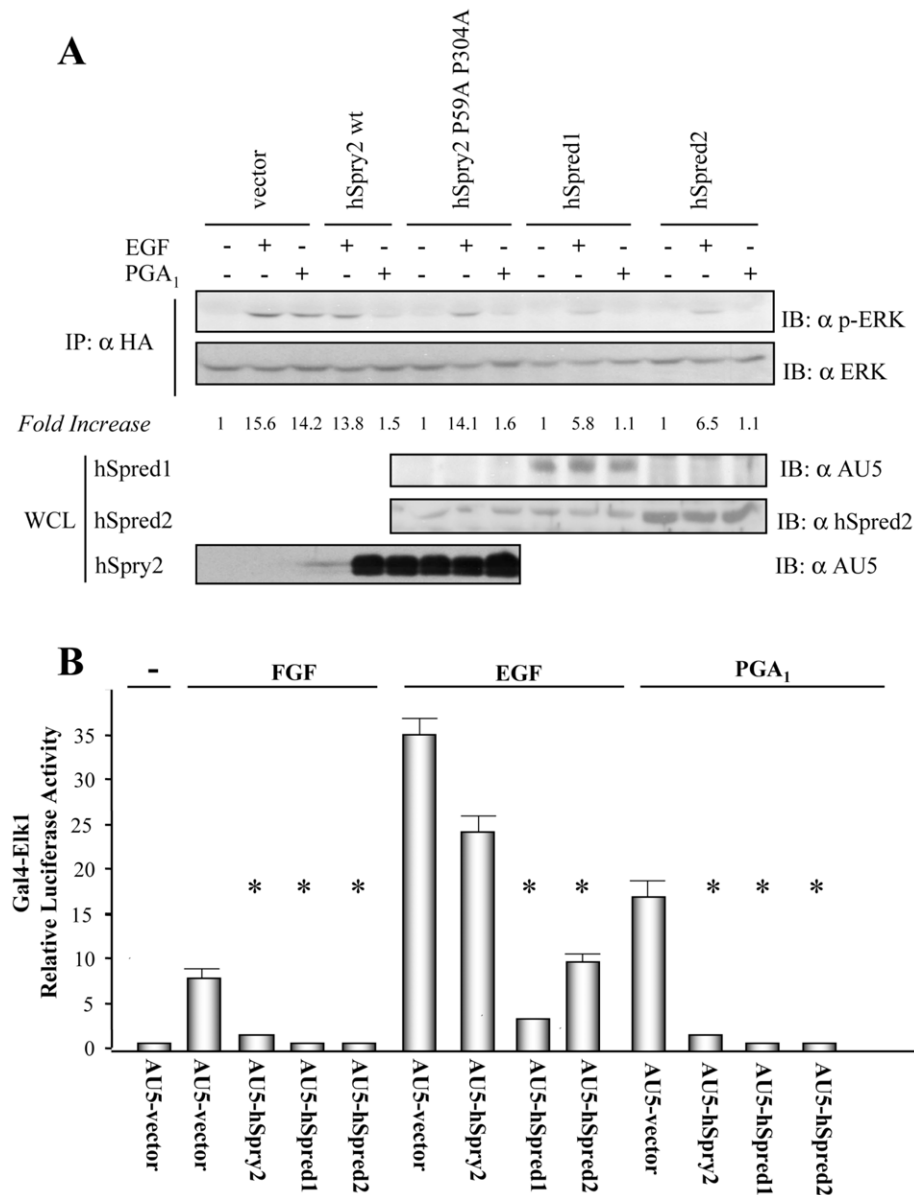 A
vector
hSpry2 wt
hSpry2 P59A P304A
hSpred1
hSpred2
EGF - + - + - - + - - + - - + -
PGA1 - - + - + - - + - - + - - +
IP: α HA
IB: α p-ERK
IB: α ERK
Fold Increase 1 15.6 14.2 13.8 1.5 1 14.1 1.6 1 5.8 1.1 1 6.5 1.1
WCL
hSpred1 IB: α AU5
hSpred2 IB: α hSpred2
hSpry2 IB: α AU5
B
- FGF EGF PGA1
Gal4-Elk1
Relative Luciferase Activity
35
30
25
20
15
10
5
0
* * * * * * * *
AU5-vector
AU5-vector
AU5-hSpry2
AU5-hSpred1
AU5-hSpred2
AU5-vector
AU5-hSpry2
AU5-hSpred1
AU5-hSpred2
AU5-vector
AU5-hSpry2
AU5-hSpred1
AU5-hSpred2